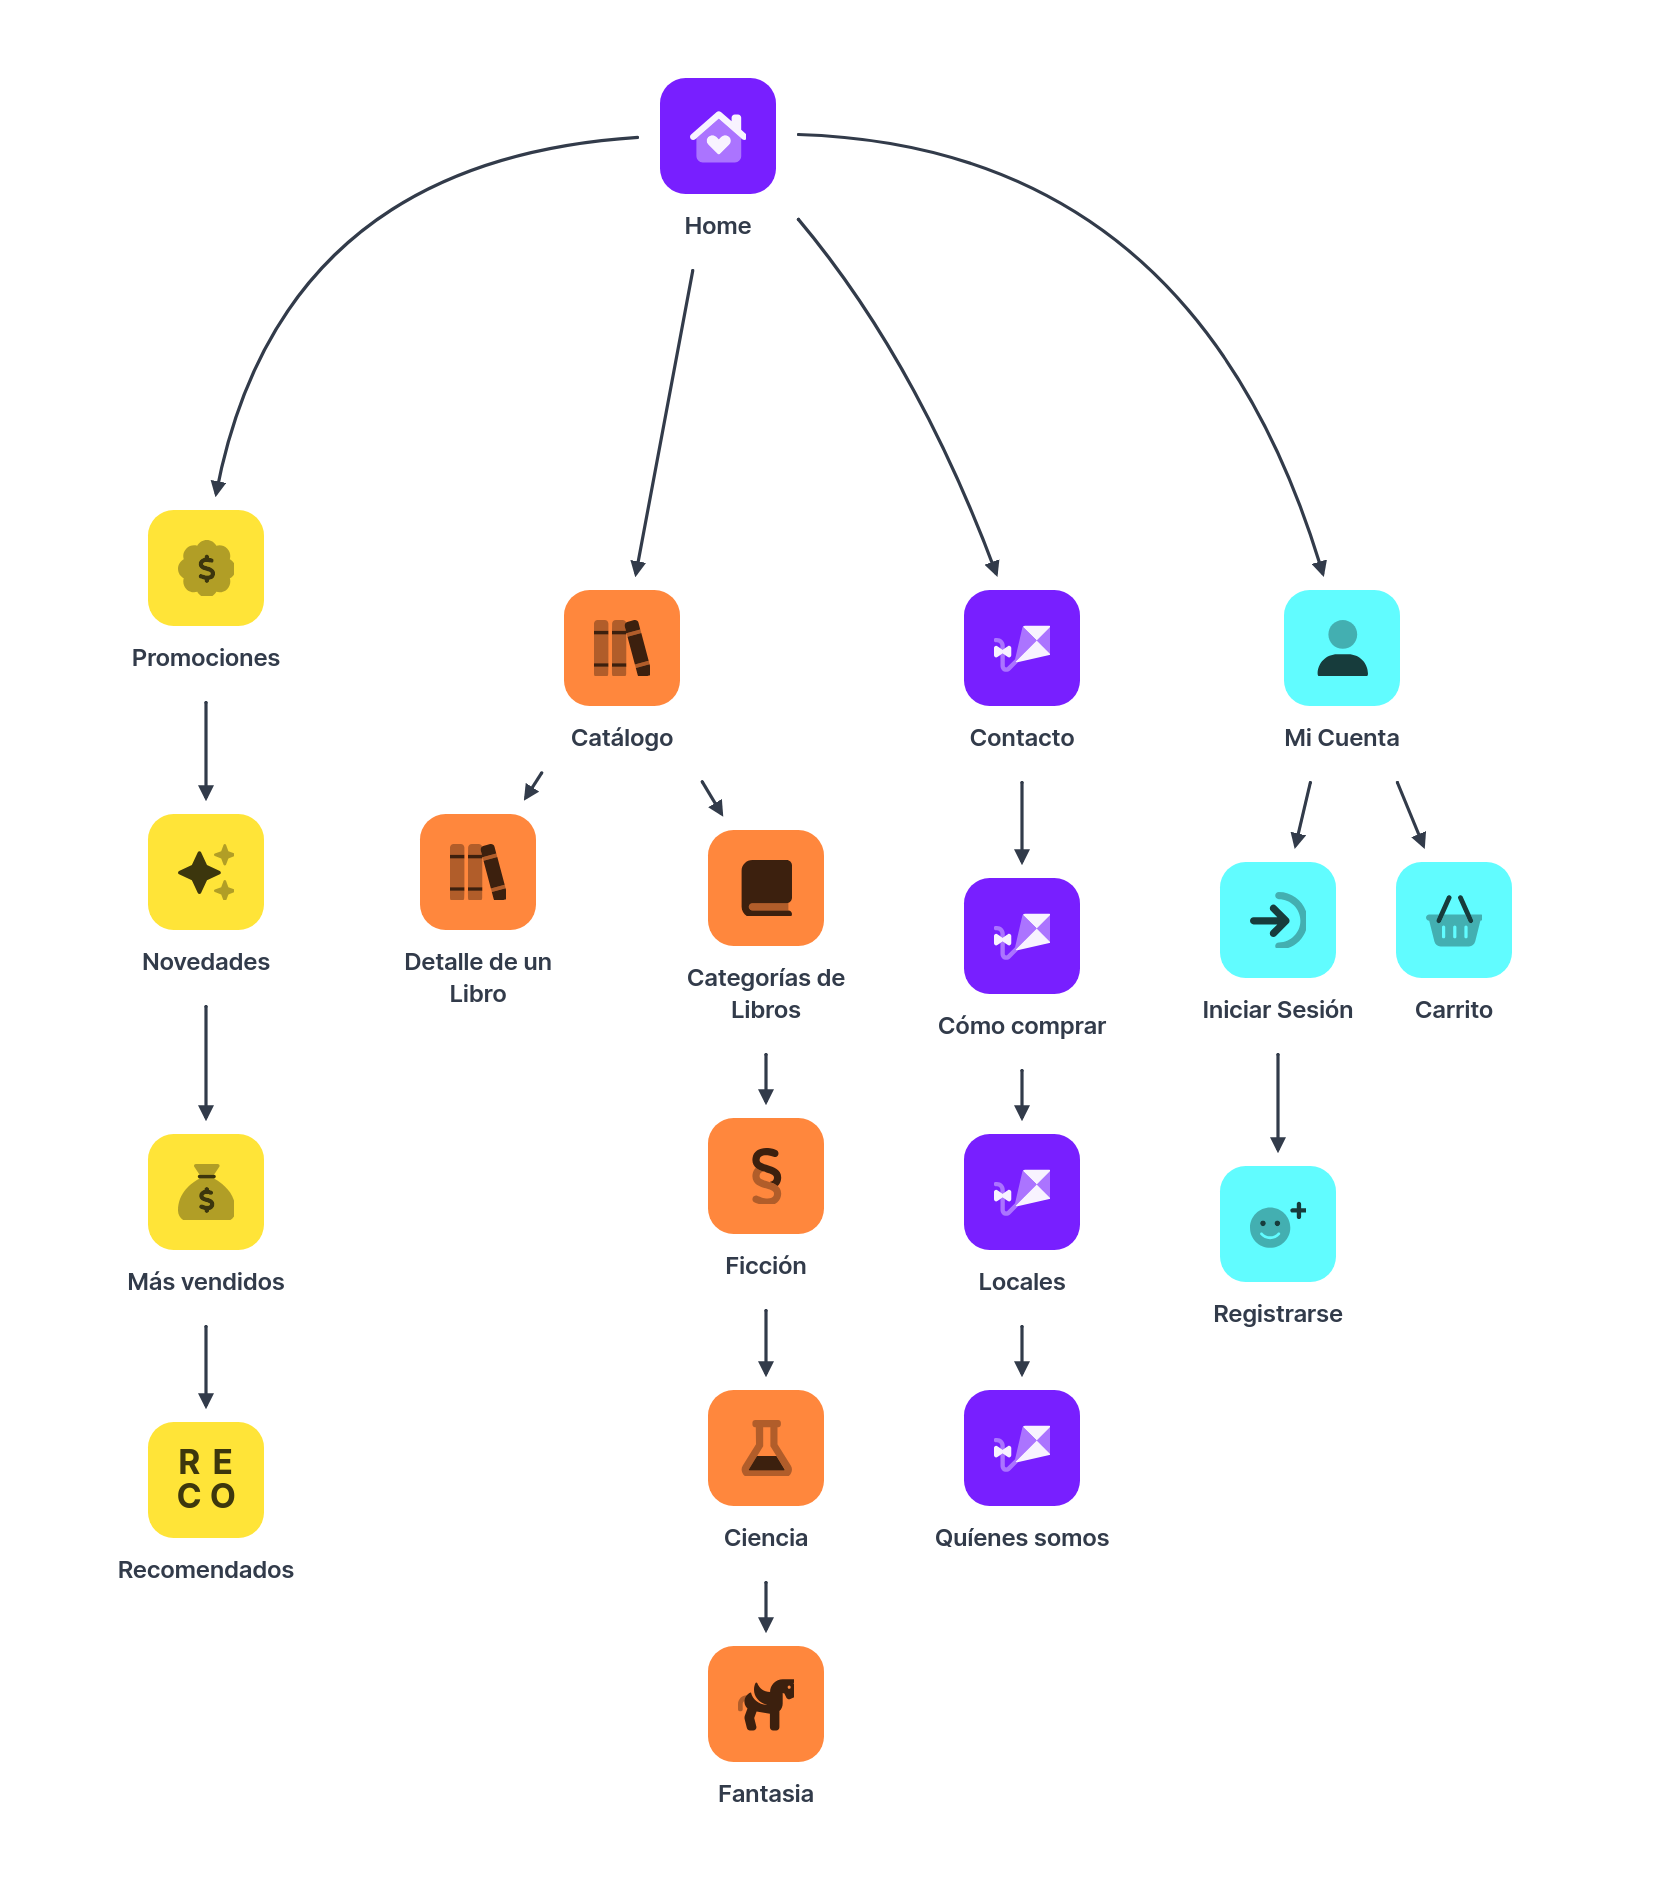 Home
Promociones
Catálogo
Contacto
Mi Cuenta
Novedades
Detalle de un
Libro
Categorías de
Libros
Cómo comprar
Iniciar Sesión
Carrito
Más vendidos
Ficción
Locales
Registrarse
R E
C O
Recomendados
Ciencia
Quíenes somos
Fantasia